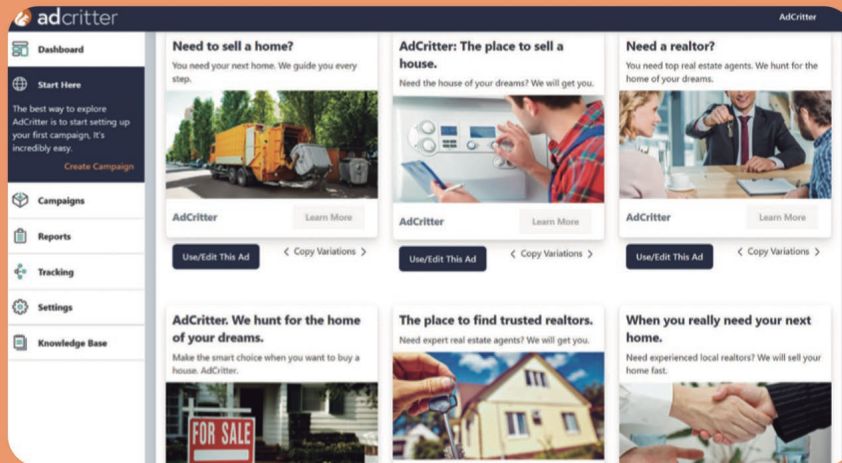 adcritter
AdCritter
Dashboard
Start Here
The best way to explore
AdCritter is to start setting up
your first campaign, It's
incredibly easy.
Create Campaign
Campaigns
Reports
Tracking
Settings
Knowledge Base
Need to sell a home?
You need your next home. We guide you every
step.
AdCritter
Learn More
Use/Edit This Ad
Copy Variations
AdCritter: The place to sell a
house.
Need the house of your dreams? We will get you.
AdCritter
Learn More
Use/Edit This Ad
Copy Variations
Need a realtor?
You need top real estate agents. We hunt for the
home of your dreams.
AdCritter
Learn More
Use/Edit This Ad
Copy Variations
AdCritter. We hunt for the home
of your dreams.
Make the smart choice when you want to buy a
house. AdCritter.
FOR SALE
The place to find trusted realtors.
Need expert real estate agents? We will get you.
When you really need your next
home.
Need experienced local realtors? We will sell your
home fast.